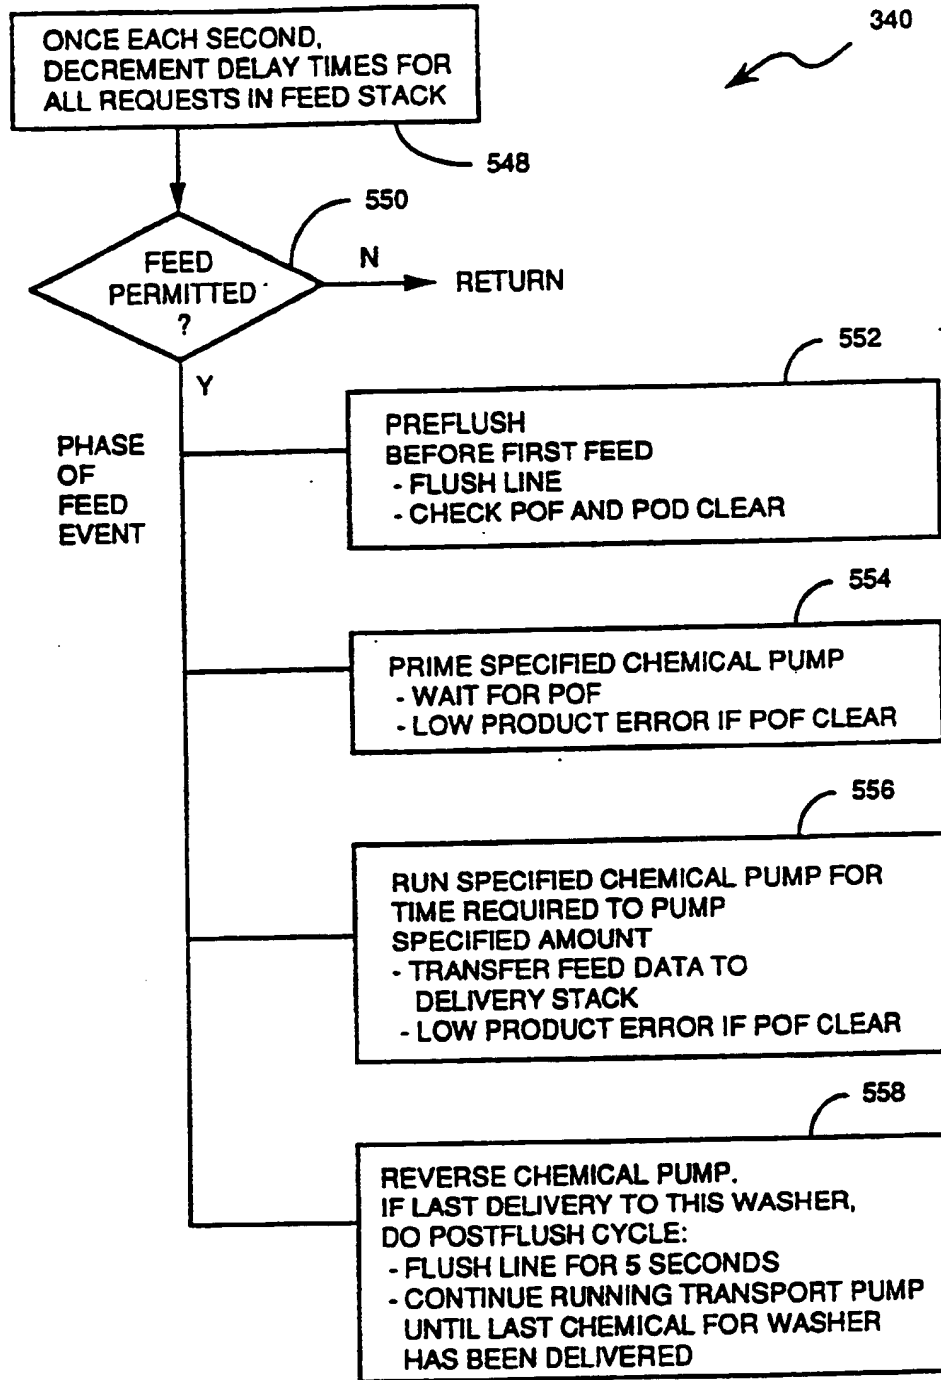 340
ONCE EACH SECOND,
DECREMENT DELAY TIMES FOR
ALL REQUESTS IN FEED STACK
548
550
FEED
PERMITTED
?
N
RETURN
Y
PHASE
OF
FEED
EVENT
552
PREFLUSH
BEFORE FIRST FEED
- FLUSH LINE
- CHECK POF AND POD CLEAR
554
PRIME SPECIFIED CHEMICAL PUMP
- WAIT FOR POF
- LOW PRODUCT ERROR IF POF CLEAR
556
RUN SPECIFIED CHEMICAL PUMP FOR
TIME REQUIRED TO PUMP
SPECIFIED AMOUNT
- TRANSFER FEED DATA TO
DELIVERY STACK
- LOW PRODUCT ERROR IF POF CLEAR
558
REVERSE CHEMICAL PUMP.
IF LAST DELIVERY TO THIS WASHER,
DO POSTFLUSH CYCLE:
- FLUSH LINE FOR 5 SECONDS
- CONTINUE RUNNING TRANSPORT PUMP
UNTIL LAST CHEMICAL FOR WASHER
HAS BEEN DELIVERED